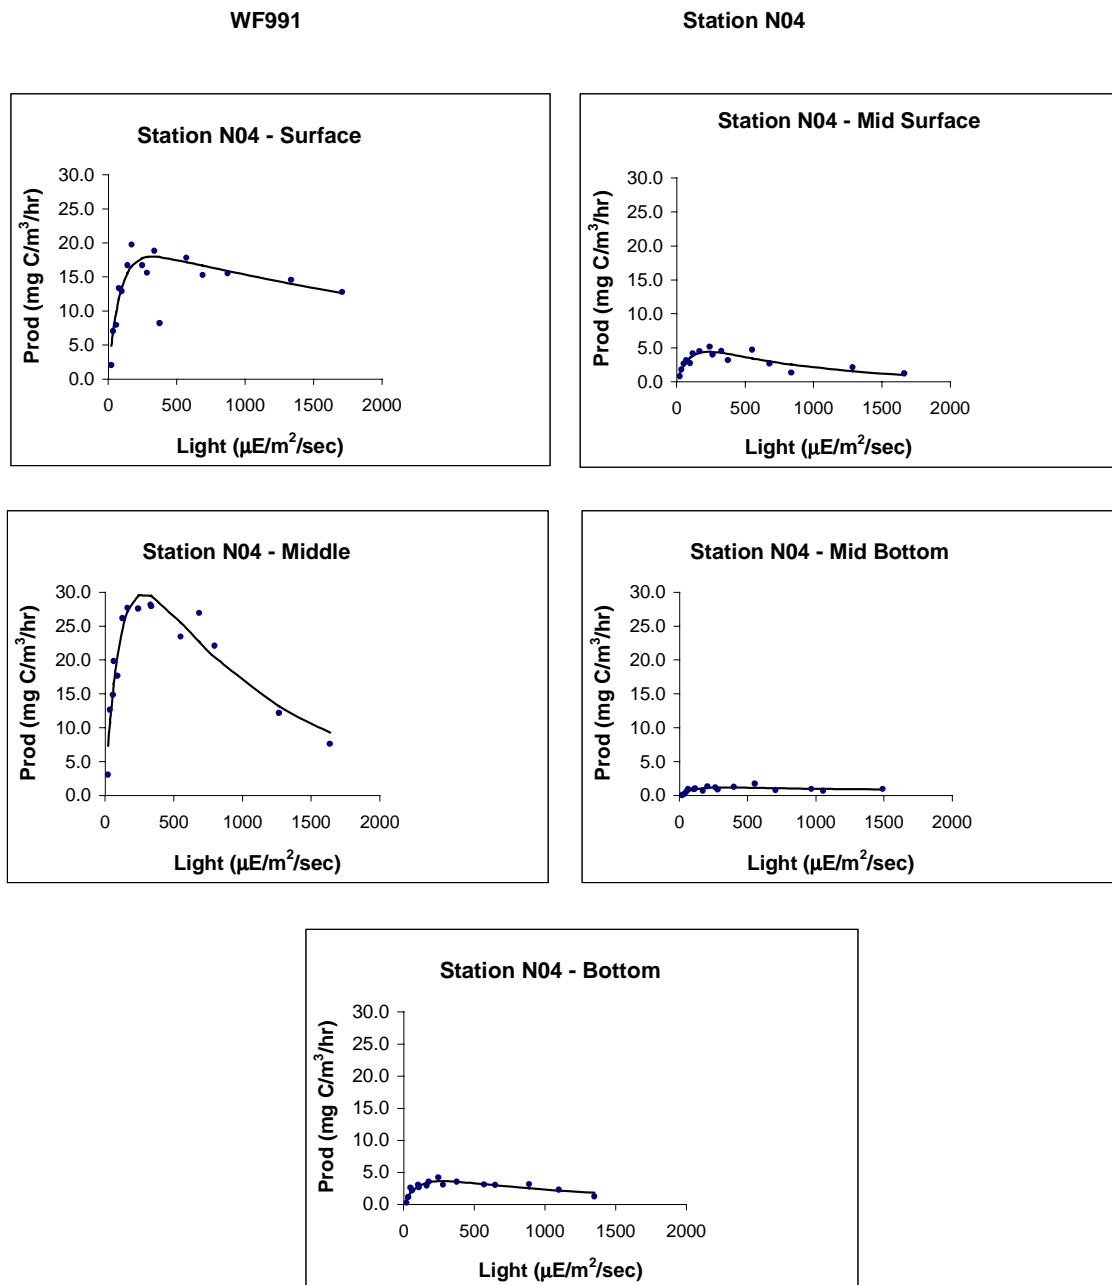 WF991 Station N04
Station N04 - Surface
Prod (mg C/m³/hr)
30.0
25.0
20.0
15.0
10.0
5.0
0.0
0 500 1000 1500 2000
Light (µE/m²/sec)
Station N04 - Mid Surface
Prod (mg C/m³/hr)
30.0
25.0
20.0
15.0
10.0
5.0
0.0
0 500 1000 1500 2000
Light (µE/m²/sec)
Station N04 - Middle
Prod (mg C/m³/hr)
30.0
25.0
20.0
15.0
10.0
5.0
0.0
0 500 1000 1500 2000
Light (µE/m²/sec)
Station N04 - Mid Bottom
Prod (mg C/m³/hr)
30.0
25.0
20.0
15.0
10.0
5.0
0.0
0 500 1000 1500 2000
Light (µE/m²/sec)
Station N04 - Bottom
Prod (mg C/m³/hr)
30.0
25.0
20.0
15.0
10.0
5.0
0.0
0 500 1000 1500 2000
Light (µE/m²/sec)